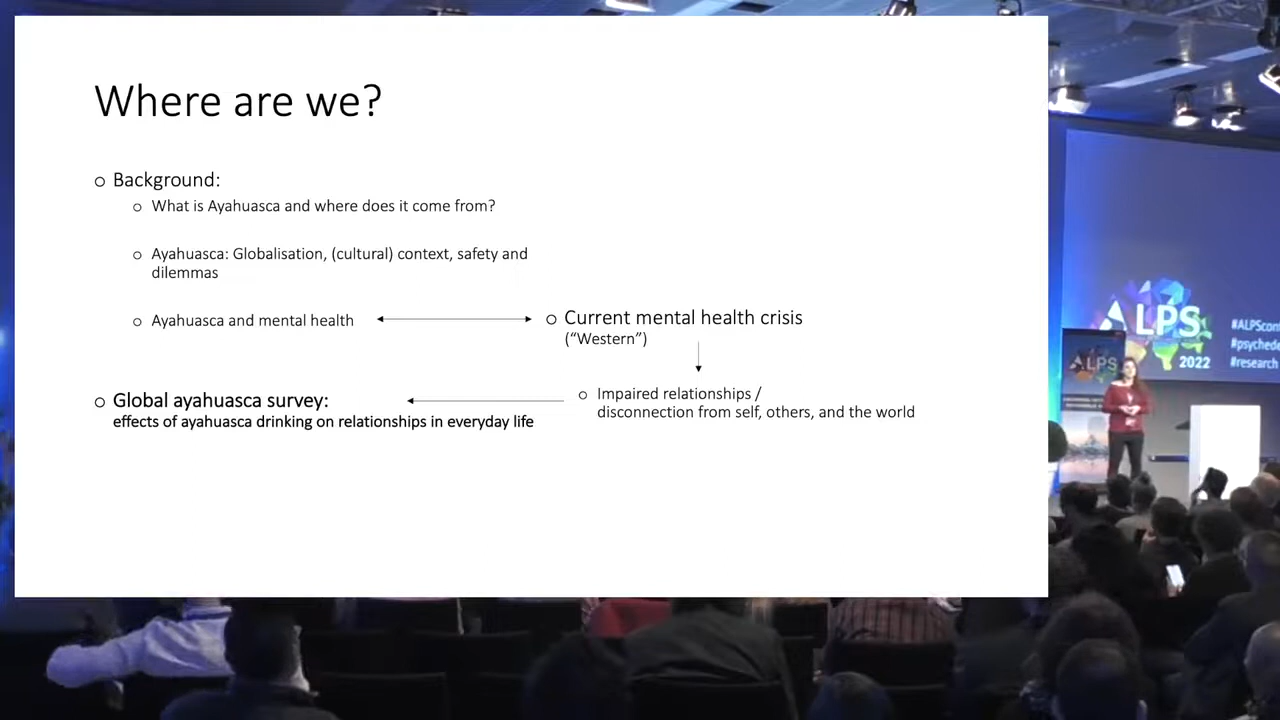 Where are we?
o Background:
o What is Ayahuasca and where does it come from?
o Ayahuasca: Globalisation, (cultural) context, safety and
dilemmas
o Ayahuasca and mental health
o Current mental health crisis
(“Western”)
o Impaired relationships /
disconnection from self, others, and the world
o Global ayahuasca survey:
effects of ayahuasca drinking on relationships in everyday life
ALPS
2022
#ALPScon
#psychede
#research
ALPS